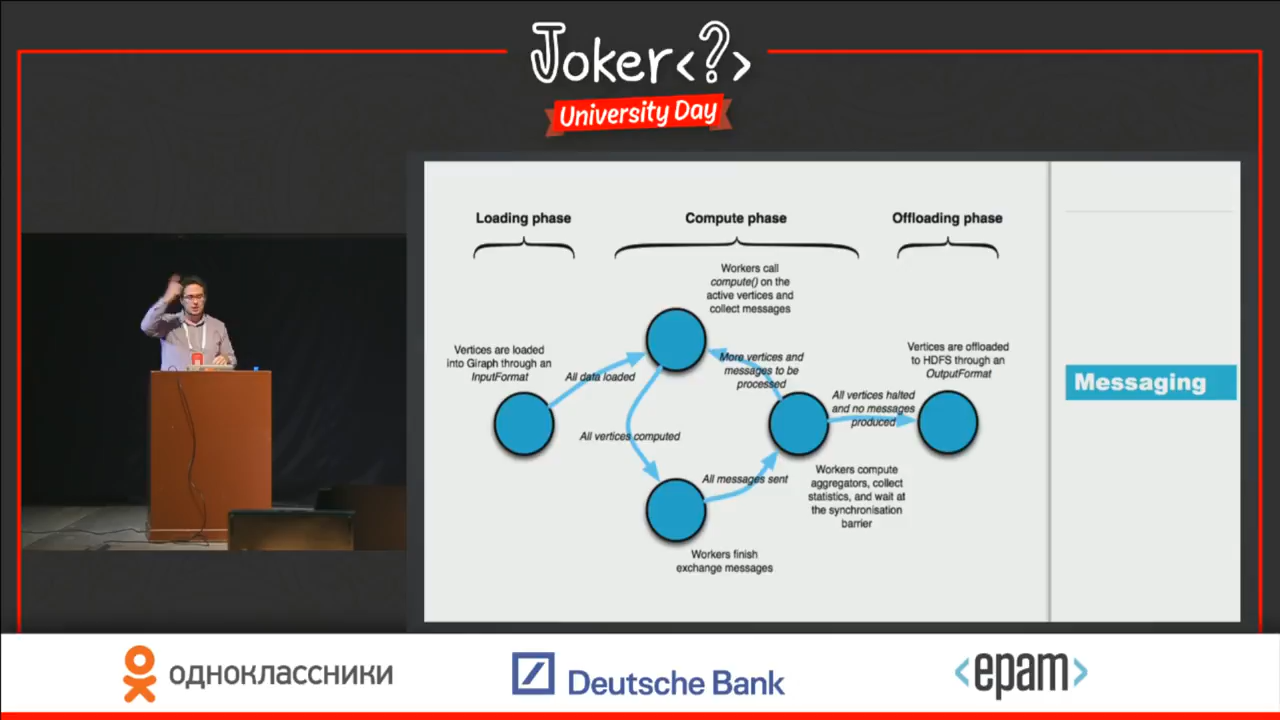 Joker<?>
University Day
Loading phase
Compute phase
Offloading phase
Workers call
compute() on the
active vertices and
collect messages
Vertices are loaded
into Giraph through an
InputFormat
All data loaded
More vertices and
messages to be
processed
Vertices are offloaded
to HDFS through an
OutputFormat
All vertices halted
and no messages
produced
All vertices computed
All messages sent
Workers compute
aggregators, collect
statistics, and wait at
the synchronisation
barrier
Workers finish
exchange messages
Messaging
одноклассники
Deutsche Bank
<epam>